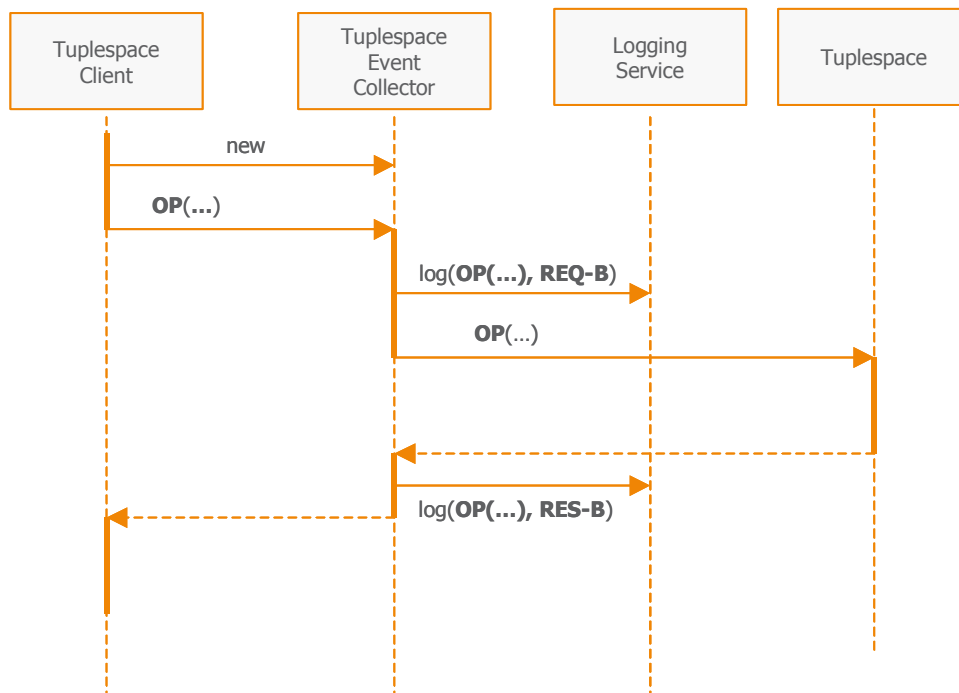 Tuplespace
Client
Tuplespace
Event
Collector
Logging
Service
Tuplespace
new
OP(...)
log(OP(...), REQ-B)
OP(...)
log(OP(...), RES-B)